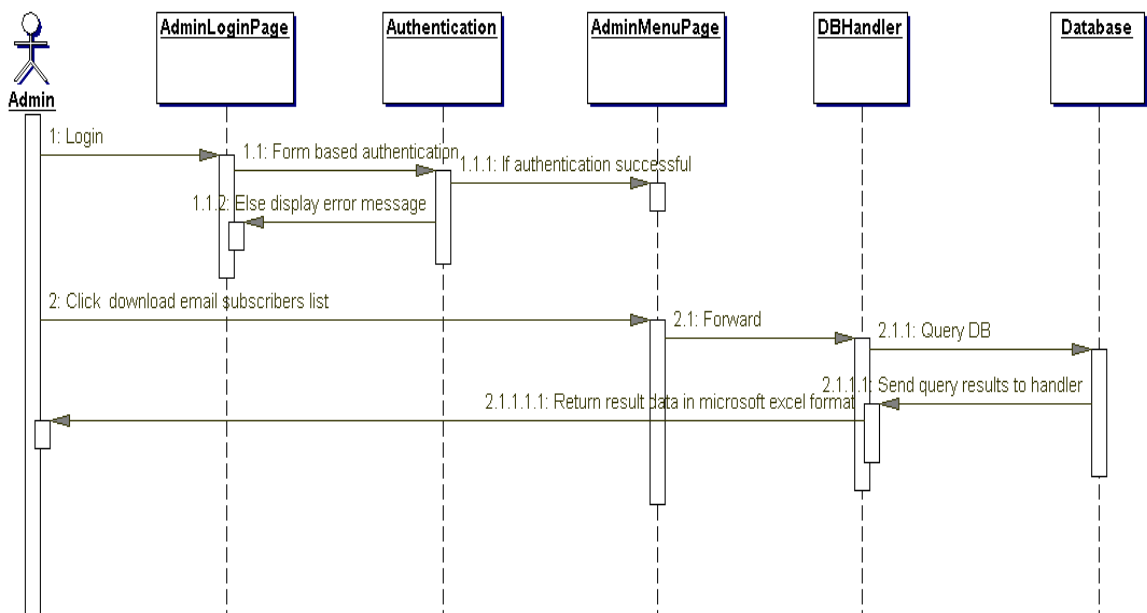 AdminLoginPage
Authentication
AdminMenuPage
DBHandler
Database
Admin
1: Login
1.1: Form based authentication
1.1.1: If authentication successful
1.1.2: Else display error message
2: Click download email subscribers list
2.1: Forward
2.1.1: Query DB
2.1.1.1: Send query results to handler
2.1.1.1.1: Return result data in microsoft excel format